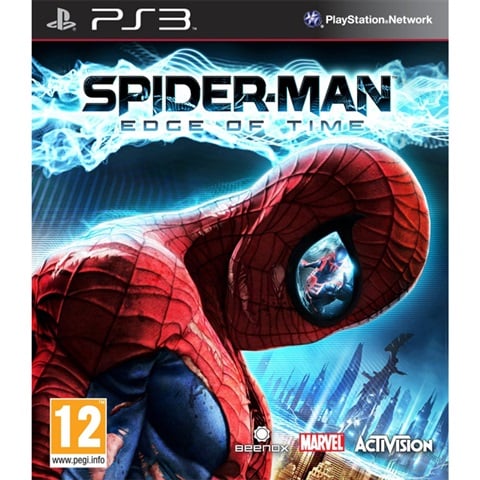 PS3
PlayStation®Network
SPIDER-MAN
EDGE OF TIME
12
www.pegi.info
BEENOX
MARVEL
ACTIVISION